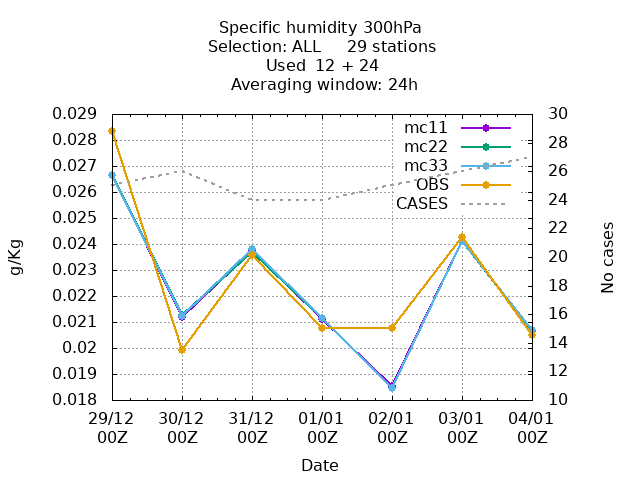 Specific humidity 300hPa
Selection: ALL     29 stations
Used  12 + 24
Averaging window: 24h
0.029
0.028
0.027
0.026
0.025
0.024
0.023
0.022
0.021
0.02
0.019
0.018
g/Kg
mc11
mc22
mc33
OBS
CASES
30
28
26
24
22
20
18
16
14
12
10
No cases
29/12 30/12 31/12 01/01 02/01 03/01 04/01
00Z 00Z 00Z 00Z 00Z 00Z 00Z
Date